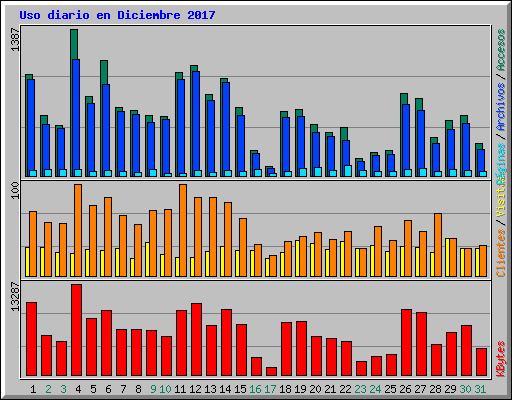 Uso diario en Diciembre 2017
1387
100
13287
KBytes
Clientes / Visitas
Páginas / Archivos / Accesos
1 2 3 4 5 6 7 8 9 10 11 12 13 14 15 16 17 18 19 20 21 22 23 24 25 26 27 28 29 30 31